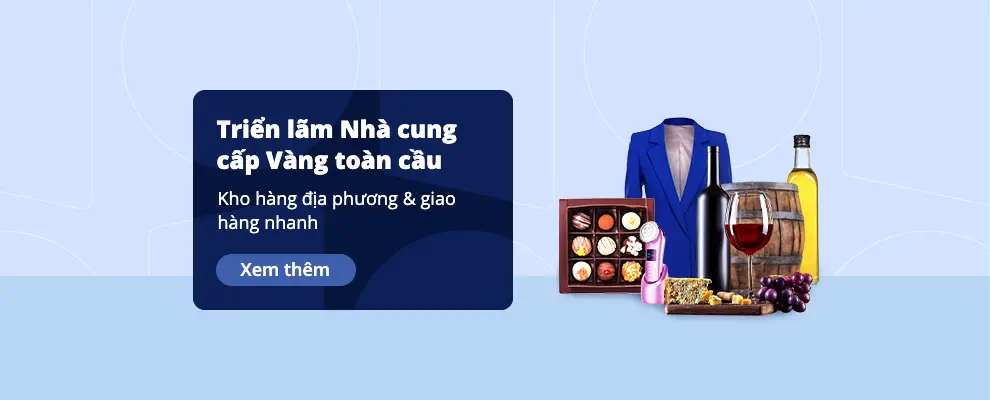 Triển lãm Nhà cung
cấp Vàng toàn cầu
Kho hàng địa phương & giao
hàng nhanh
Xem thêm